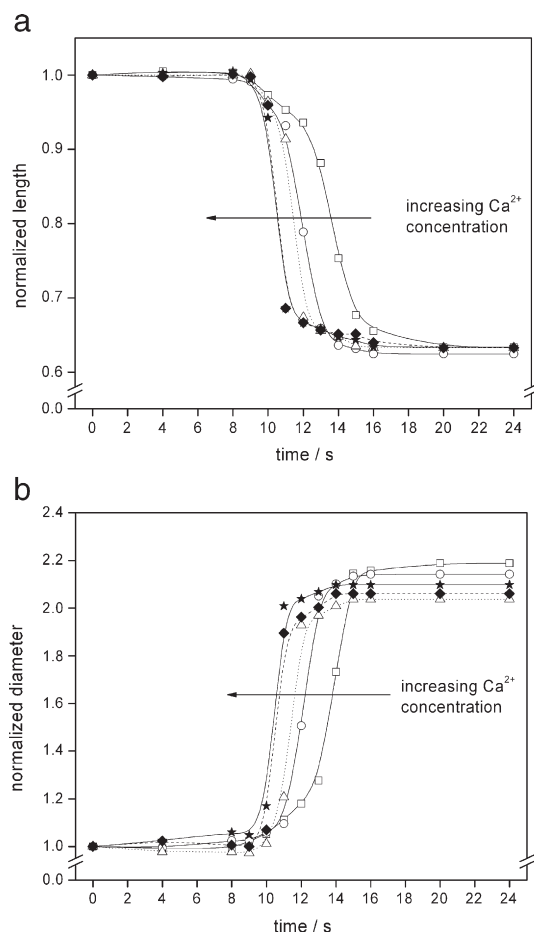 a
1.0
0.9
0.8
0.7
0.6
0.0
normalized length
increasing Ca²⁺
concentration
0 2 4 6 8 10 12 14 16 18 20 22 24
time / s
b
2.4
2.2
2.0
1.8
1.6
1.4
1.2
1.0
0.0
normalized diameter
increasing Ca²⁺
concentration
0 2 4 6 8 10 12 14 16 18 20 22 24
time / s